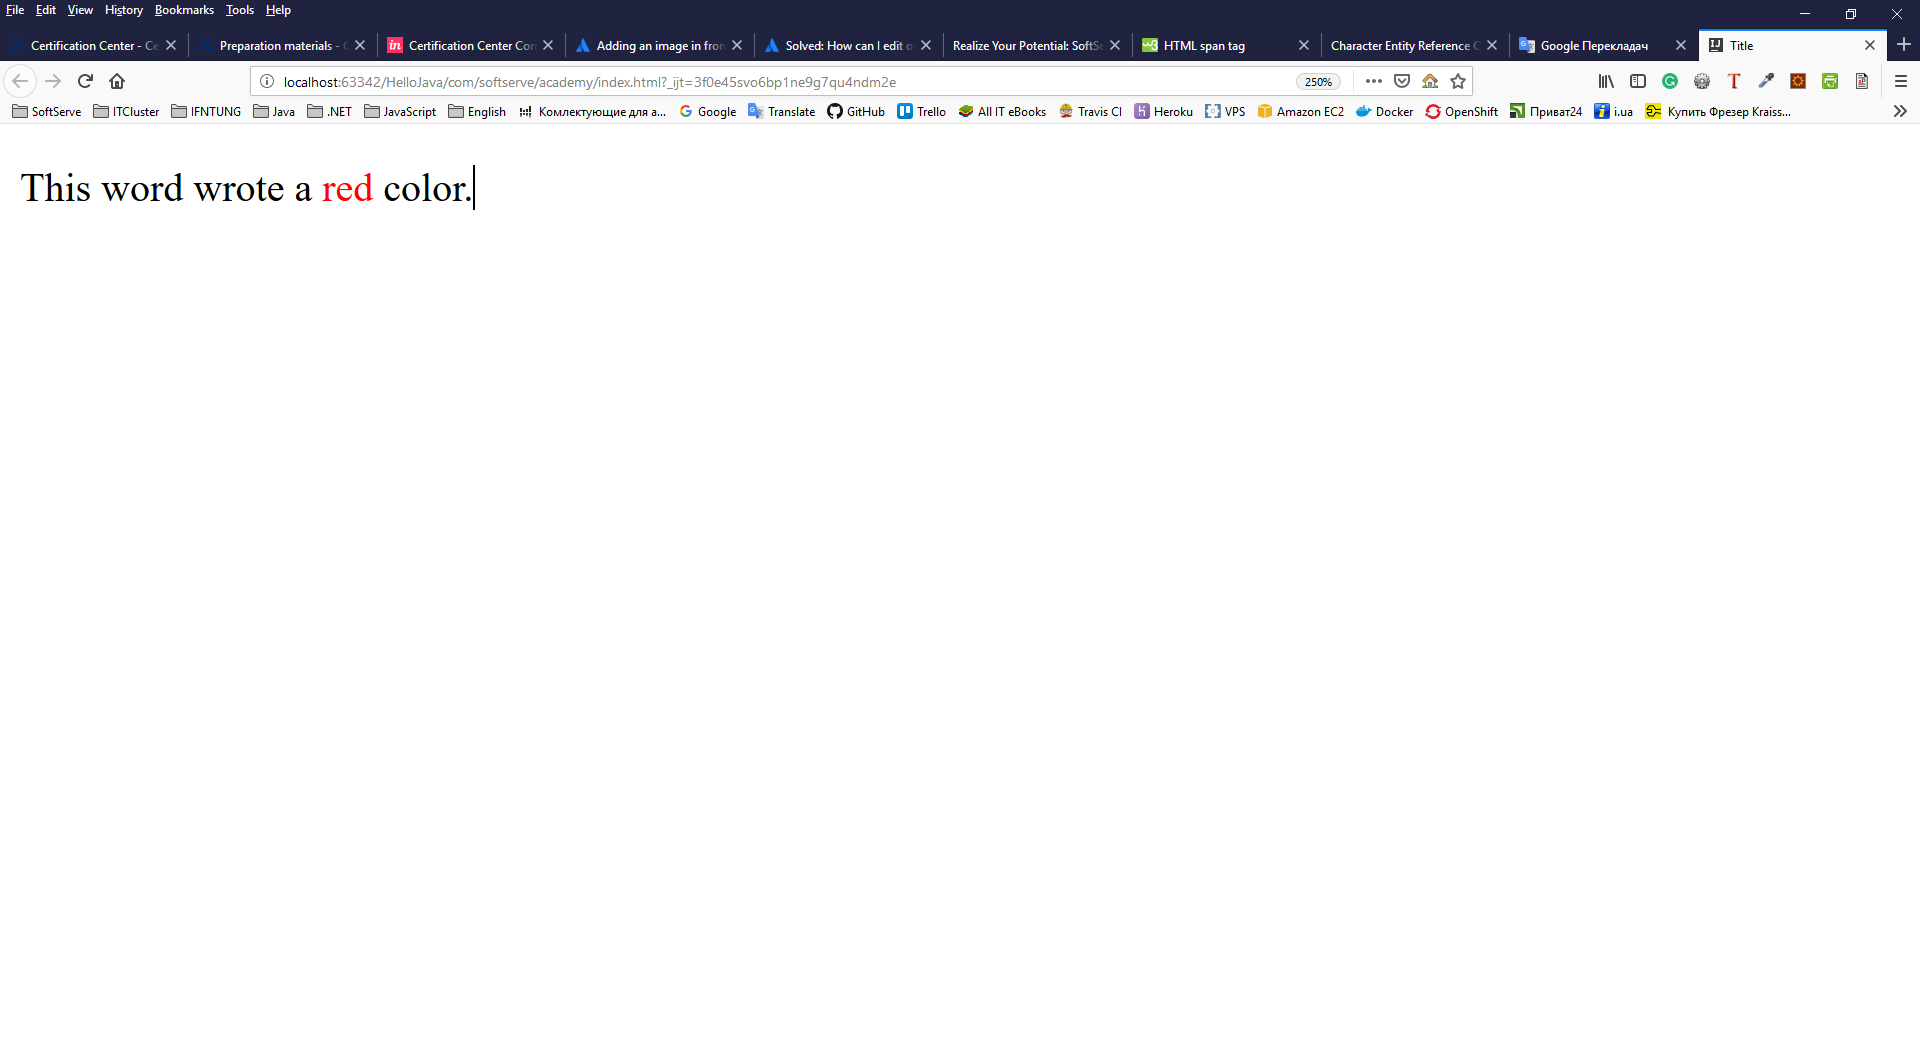 File Edit View History Bookmarks Tools Help
Certification Center - Ce Preparation materials - C Certification Center Con Adding an image in fron Solved: How can I edit o Realize Your Potential: SoftSe HTML span tag Character Entity Reference C Google Перекладач Title
localhost:63342/HelloJava/com/softserve/academy/index.html?_ijt=3f0e45svo6bp1ne9g7qu4ndm2e 250%
SoftServe ITCluster IFNTUNG Java .NET JavaScript English Комлектующие для а... Google Translate GitHub Trello All IT eBooks Travis CI Heroku VPS Amazon EC2 Docker OpenShift Приват24 i.ua Купить Фрезер Kraiss...
This word wrote a red color.